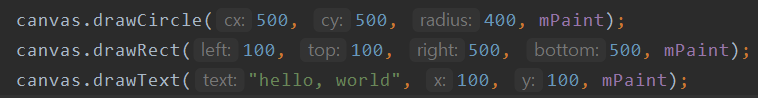 canvas.drawCircle( cx: 500, cy: 500, radius: 400, mPaint);
canvas.drawRect( left: 100, top: 100, right: 500, bottom: 500, mPaint);
canvas.drawText( text: "hello, world", x: 100, y: 100, mPaint);